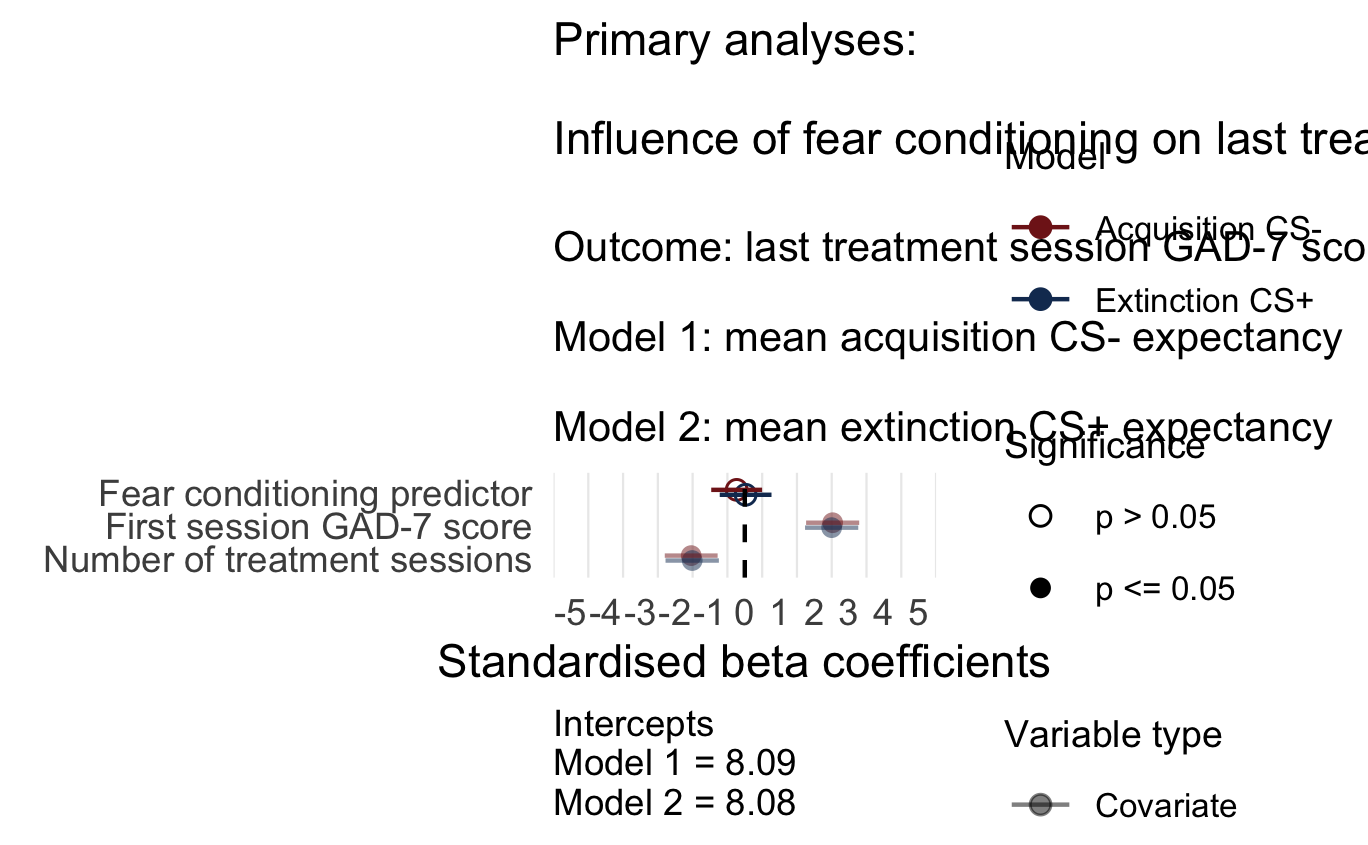 Primary analyses:
Influence of fear conditioning on last
Outcome: last treatment session GAD-7
Model 1: mean acquisition CS- expectancy
Model 2: mean extinction CS+ expectancy
Model
Acquisition CS-
Extinction CS+
Significance
p > 0.05
p <= 0.05
Fear conditioning predictor
First session GAD-7 score
Number of treatment sessions
-5 -4 -3 -2 -1 0 1 2 3 4 5
Standardised beta coefficients
Intercepts
Model 1 = 8.09
Model 2 = 8.08
Variable type
Covariate